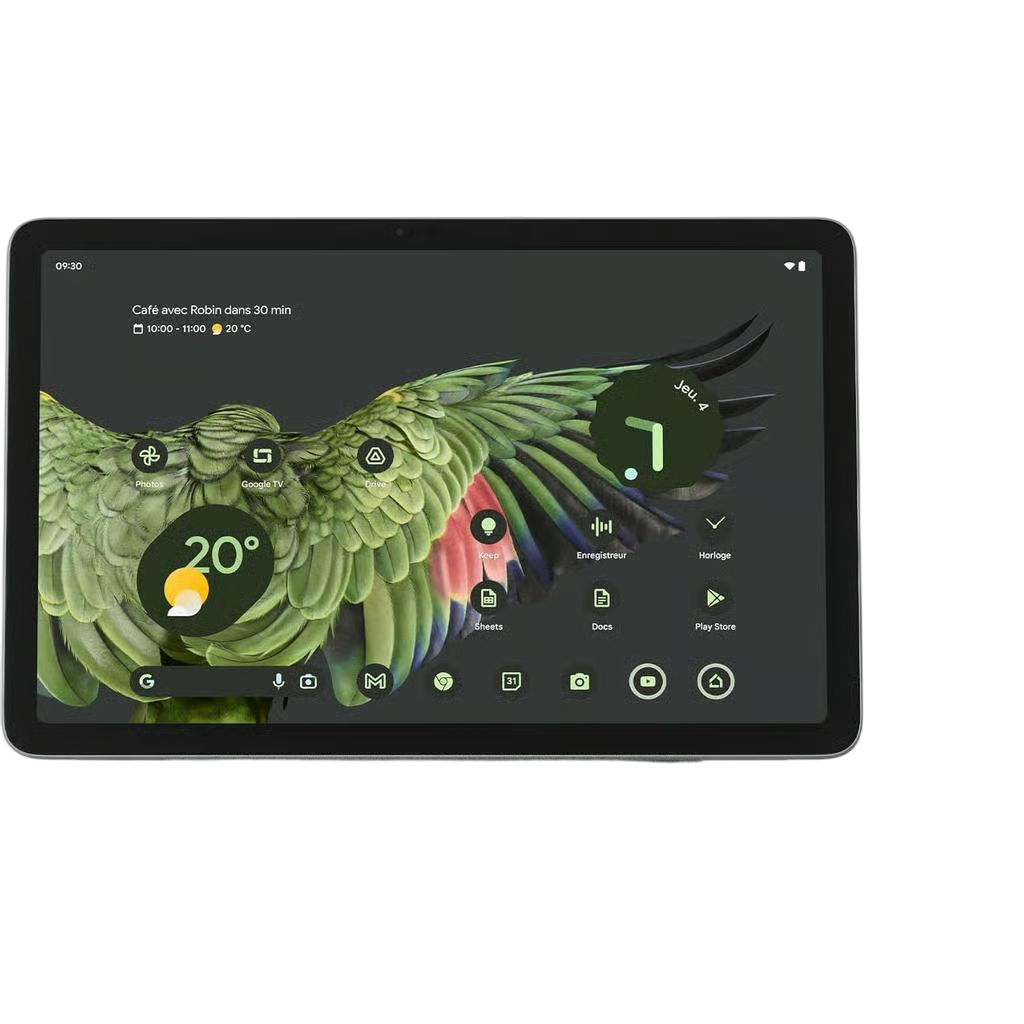 09:30
Café avec Robin dans 30 min
10:00 - 11:00 20 °C
Jeu. 4
Photos
Google TV
Drive
20°
Keep
Enregistreur
Horloge
Sheets
Docs
Play Store
G
31